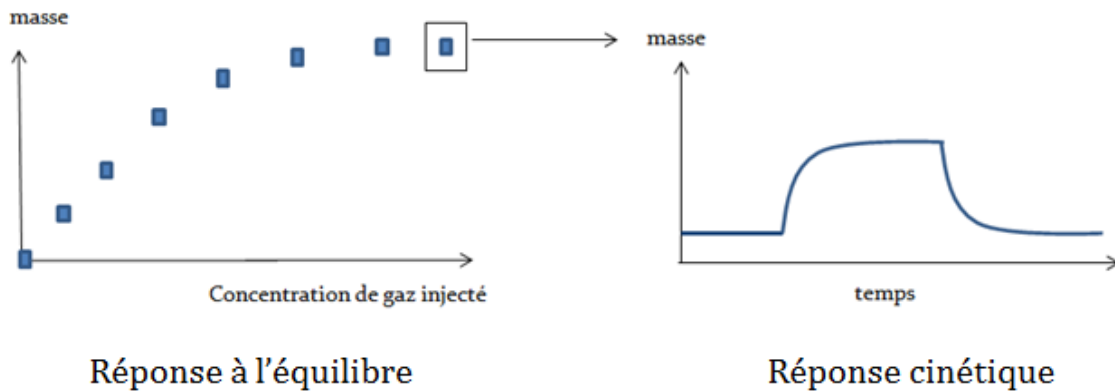 masse
Concentration de gaz injecté
Réponse à l'équilibre
masse
temps
Réponse cinétique